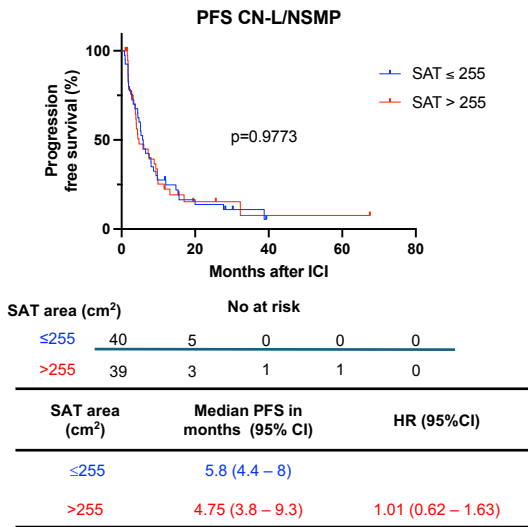 PFS CN-L/NSMP
100
50
0
Progression
free survival (%)
SAT ≤ 255
SAT > 255
p=0.9773
0 20 40 60 80
Months after ICI
SAT area (cm²) No at risk
≤255 40 5 0 0 0
>255 39 3 1 1 0
SAT area
(cm²)
Median PFS in
months (95% CI)
HR (95%CI)
≤255 5.8 (4.4 – 8)
>255 4.75 (3.8 – 9.3) 1.01 (0.62 – 1.63)